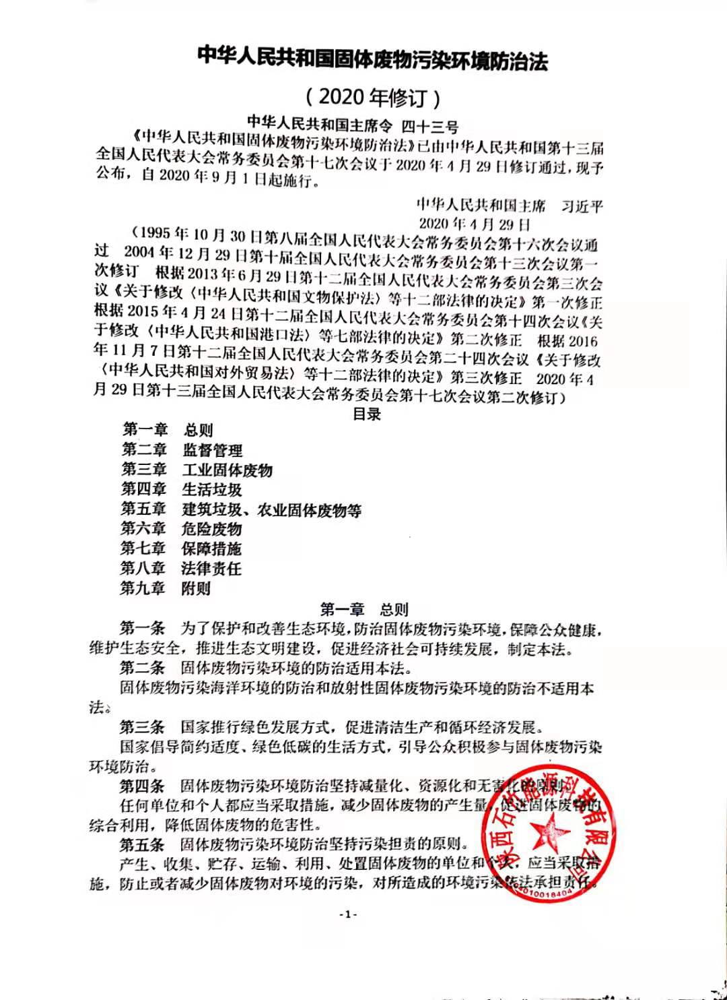 中华人民共和国固体废物污染环境防治法
（2020 年修订）
中华人民共和国主席令 四十三号
《中华人民共和国固体废物污染环境防治法》已由中华人民共和国第十三届
全国人民代表大会常务委员会第十七次会议于 2020 年 4 月 29 日修订通过，现予
公布，自 2020 年 9 月 1 日起施行。
中华人民共和国主席 习近平
2020 年 4 月 29 日
（1995 年 10 月 30 日第八届全国人民代表大会常务委员会第十六次会议通
过 2004 年 12 月 29 日第十届全国人民代表大会常务委员会第十三次会议第一
次修订 根据 2013 年 6 月 29 日第十二届全国人民代表大会常务委员会第三次会
议《关于修改〈中华人民共和国文物保护法〉等十二部法律的决定》第一次修正
根据 2015 年 4 月 24 日第十二届全国人民代表大会常务委员会第十四次会议《关
于修改〈中华人民共和国港口法〉等七部法律的决定》第二次修正 根据 2016
年 11 月 7 日第十二届全国人民代表大会常务委员会第二十四次会议《关于修改
〈中华人民共和国对外贸易法〉等十二部法律的决定》第三次修正 2020 年 4
月 29 日第十三届全国人民代表大会常务委员会第十七次会议第二次修订）
目录
第一章 总则
第二章 监督管理
第三章 工业固体废物
第四章 生活垃圾
第五章 建筑垃圾、农业固体废物等
第六章 危险废物
第七章 保障措施
第八章 法律责任
第九章 附则
第一章 总则
第一条 为了保护和改善生态环境，防治固体废物污染环境，保障公众健康，
维护生态安全，推进生态文明建设，促进经济社会可持续发展，制定本法。
第二条 固体废物污染环境的防治适用本法。
固体废物污染海洋环境的防治和放射性固体废物污染环境的防治不适用本
法。
第三条 国家推行绿色发展方式，促进清洁生产和循环经济发展。
国家倡导简约适度、绿色低碳的生活方式，引导公众积极参与固体废物污染
环境防治。
第四条 固体废物污染环境防治坚持减量化、资源化和无害化的原则。
任何单位和个人都应当采取措施，减少固体废物的产生量，促进固体废物的
综合利用，降低固体废物的危害性。
第五条 固体废物污染环境防治坚持污染担责的原则。
产生、收集、贮存、运输、利用、处置固体废物的单位和个人，应当采取措
施，防止或者减少固体废物对环境的污染，对所造成的环境污染依法承担责任。
陕西石 能源科技有限公司
04010018404
- 1 -